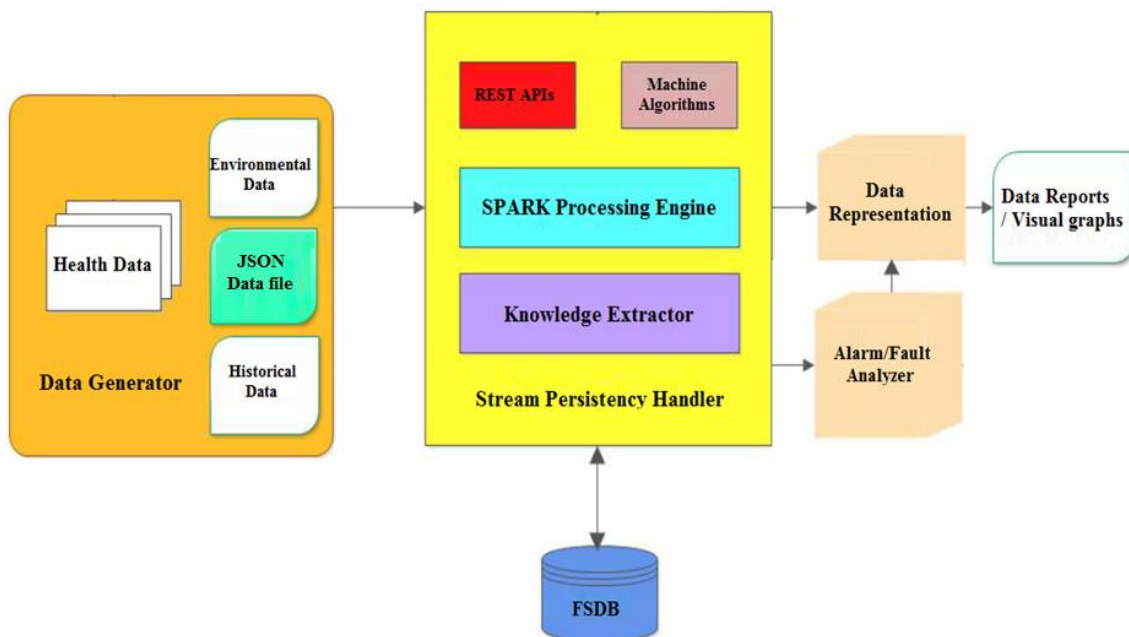 Environmental
Data
Health Data
JSON
Data file
Historical
Data
Data Generator
REST APIs
Machine
Algorithms
SPARK Processing Engine
Knowledge Extractor
Stream Persistency Handler
Data
Representation
Data Reports
/ Visual graphs
Alarm/Fault
Analyzer
FSDB